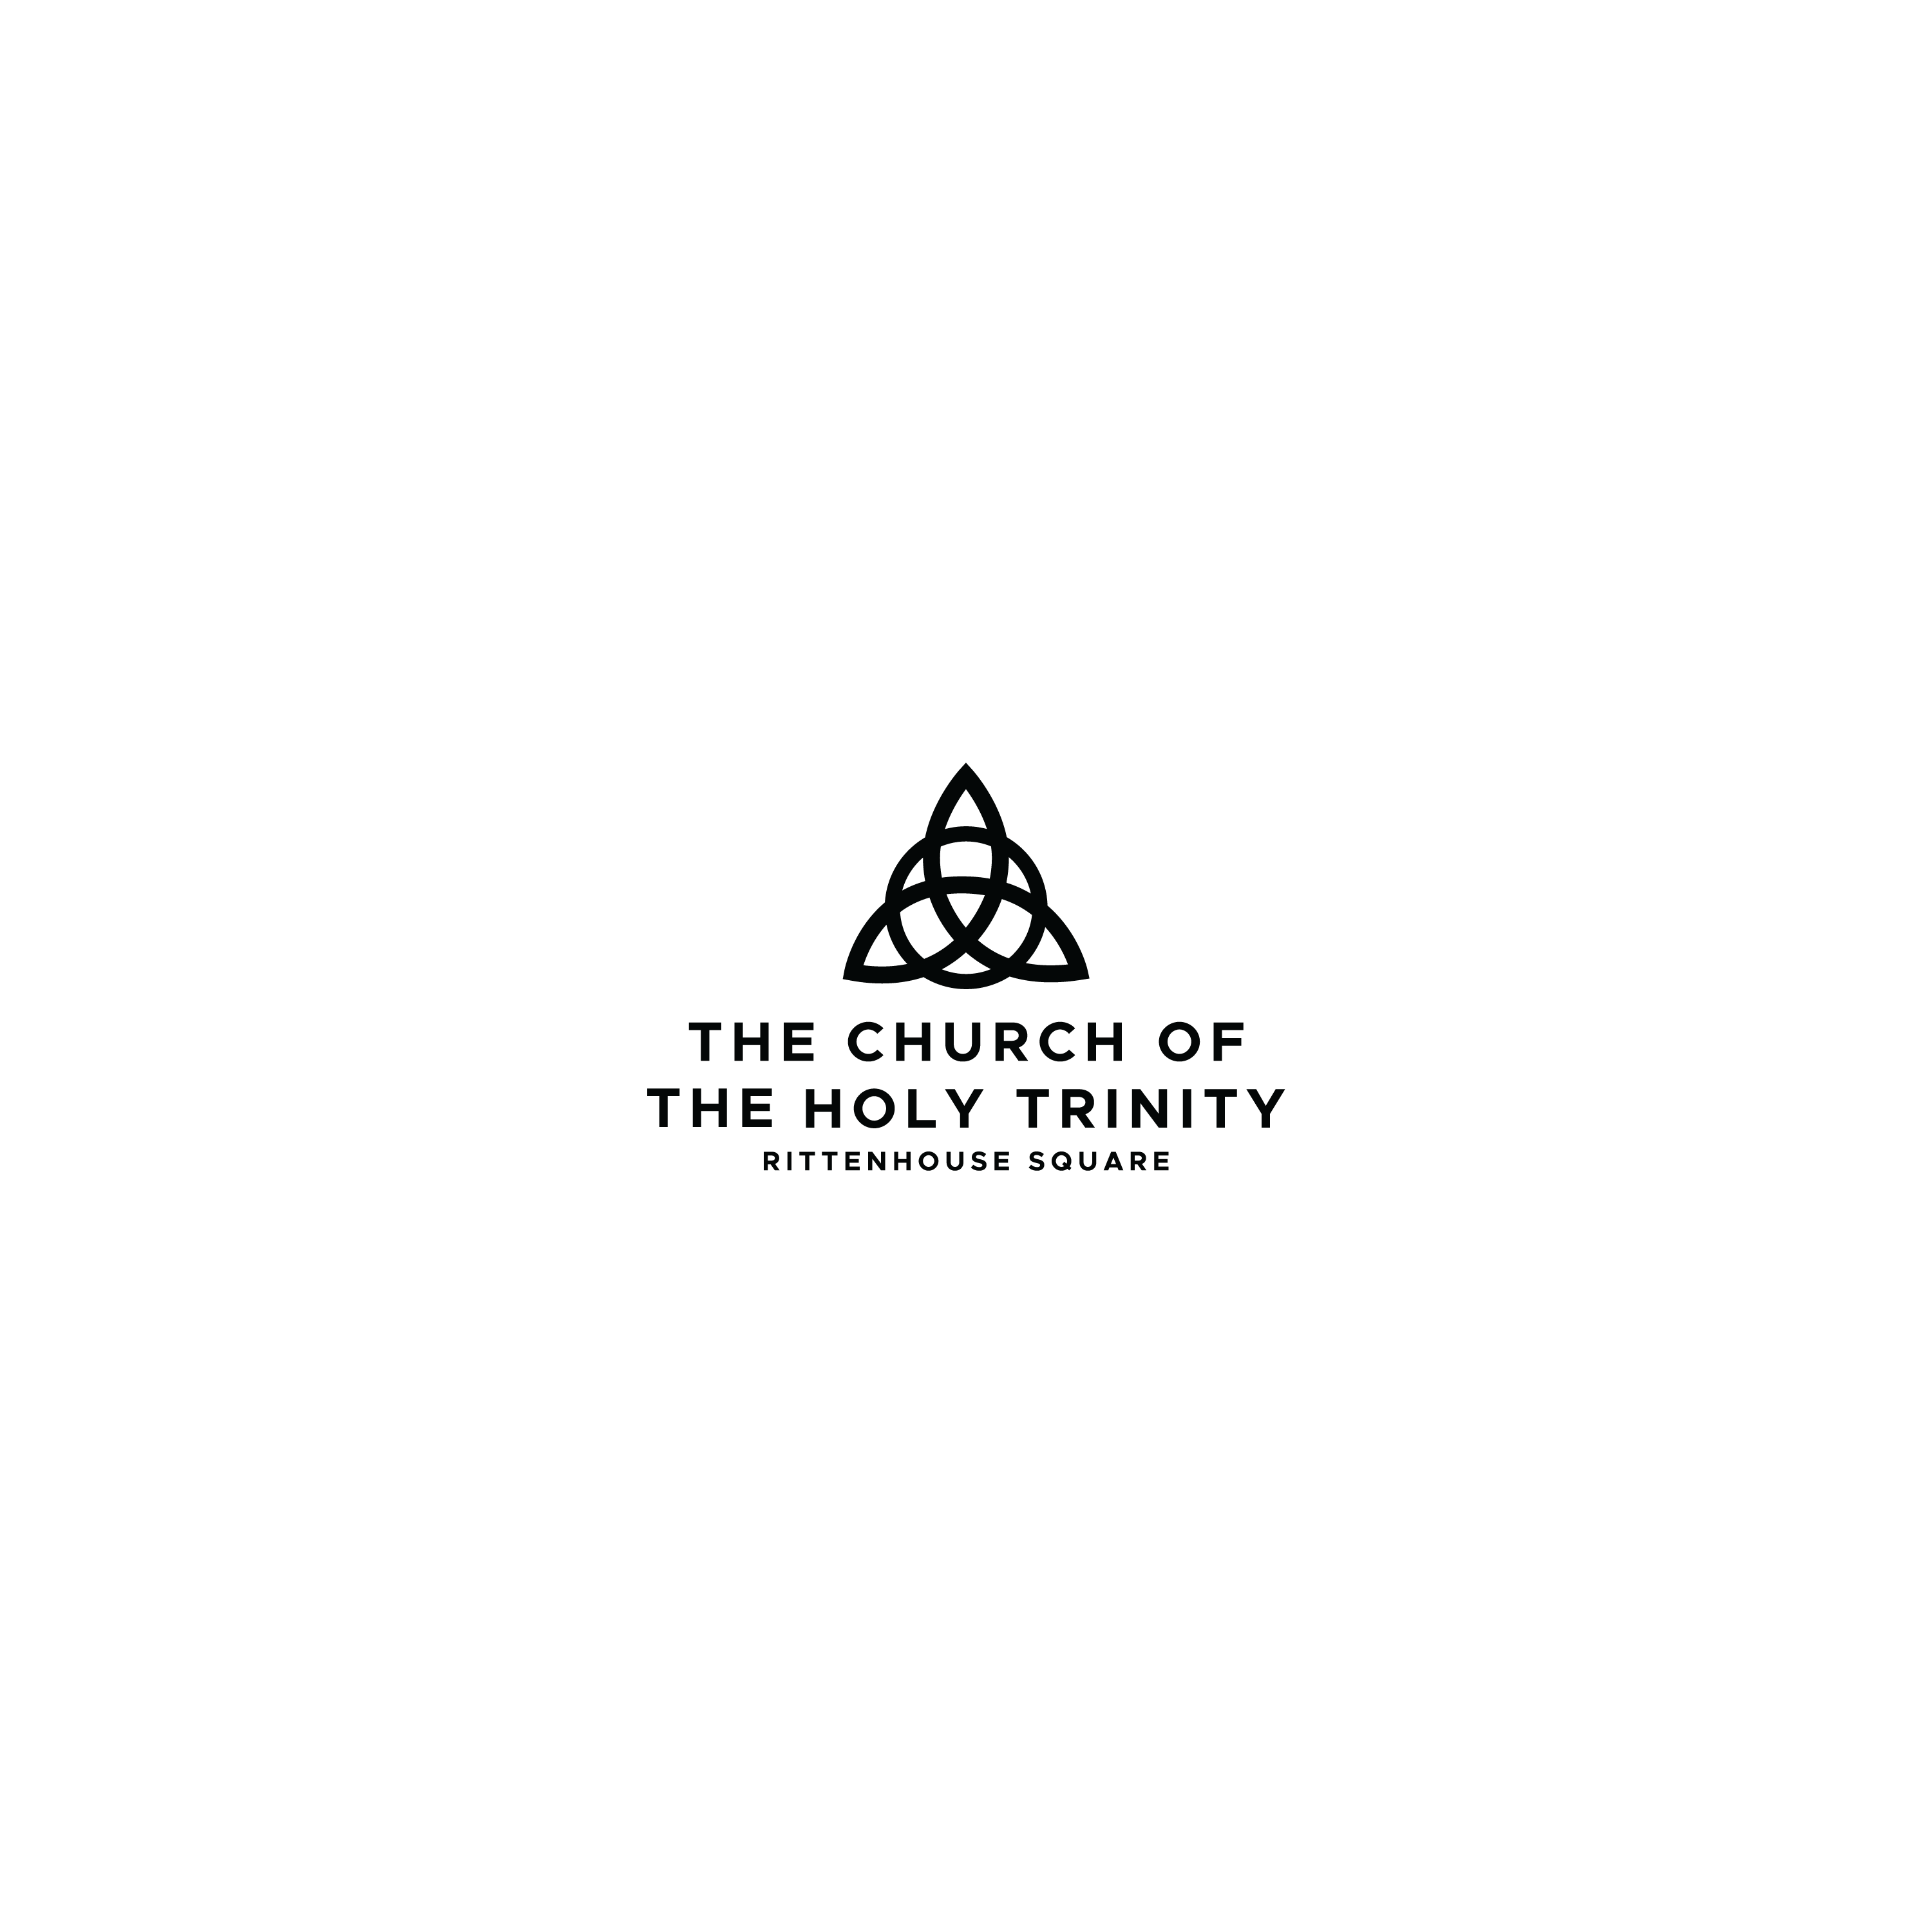 THE CHURCH OF
THE HOLY TRINITY
RITTENHOUSE SQUARE